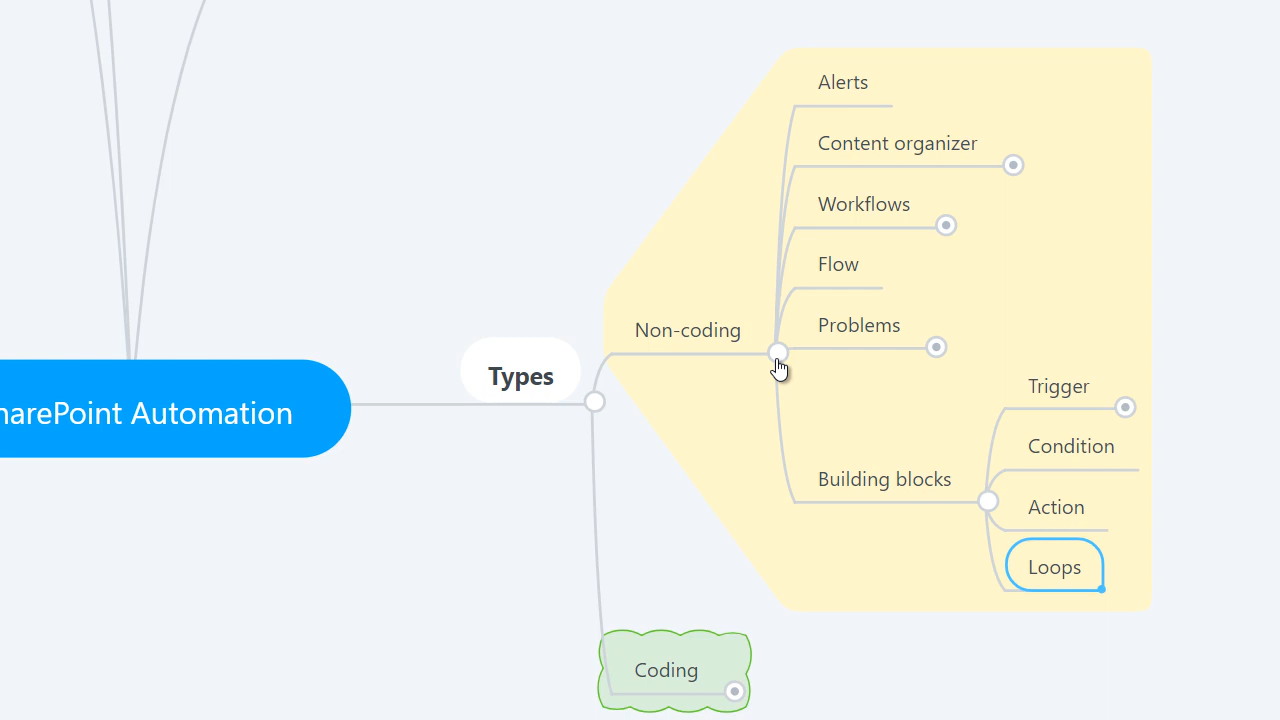 Alerts
Content organizer
Workflows
Flow
Non-coding
Problems
Types
Trigger
harePoint Automation
Condition
Building blocks
Action
Loops
Coding